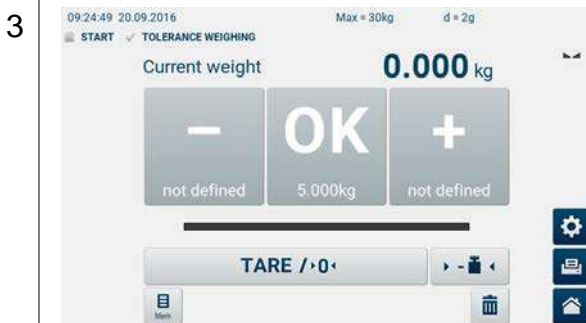 3
09:24:49 20.09.2016 Max = 30kg d = 2g
START TOLERANCE WEIGHING
Current weight 0.000 kg
− OK +
not defined 5.000kg not defined
TARE / 0